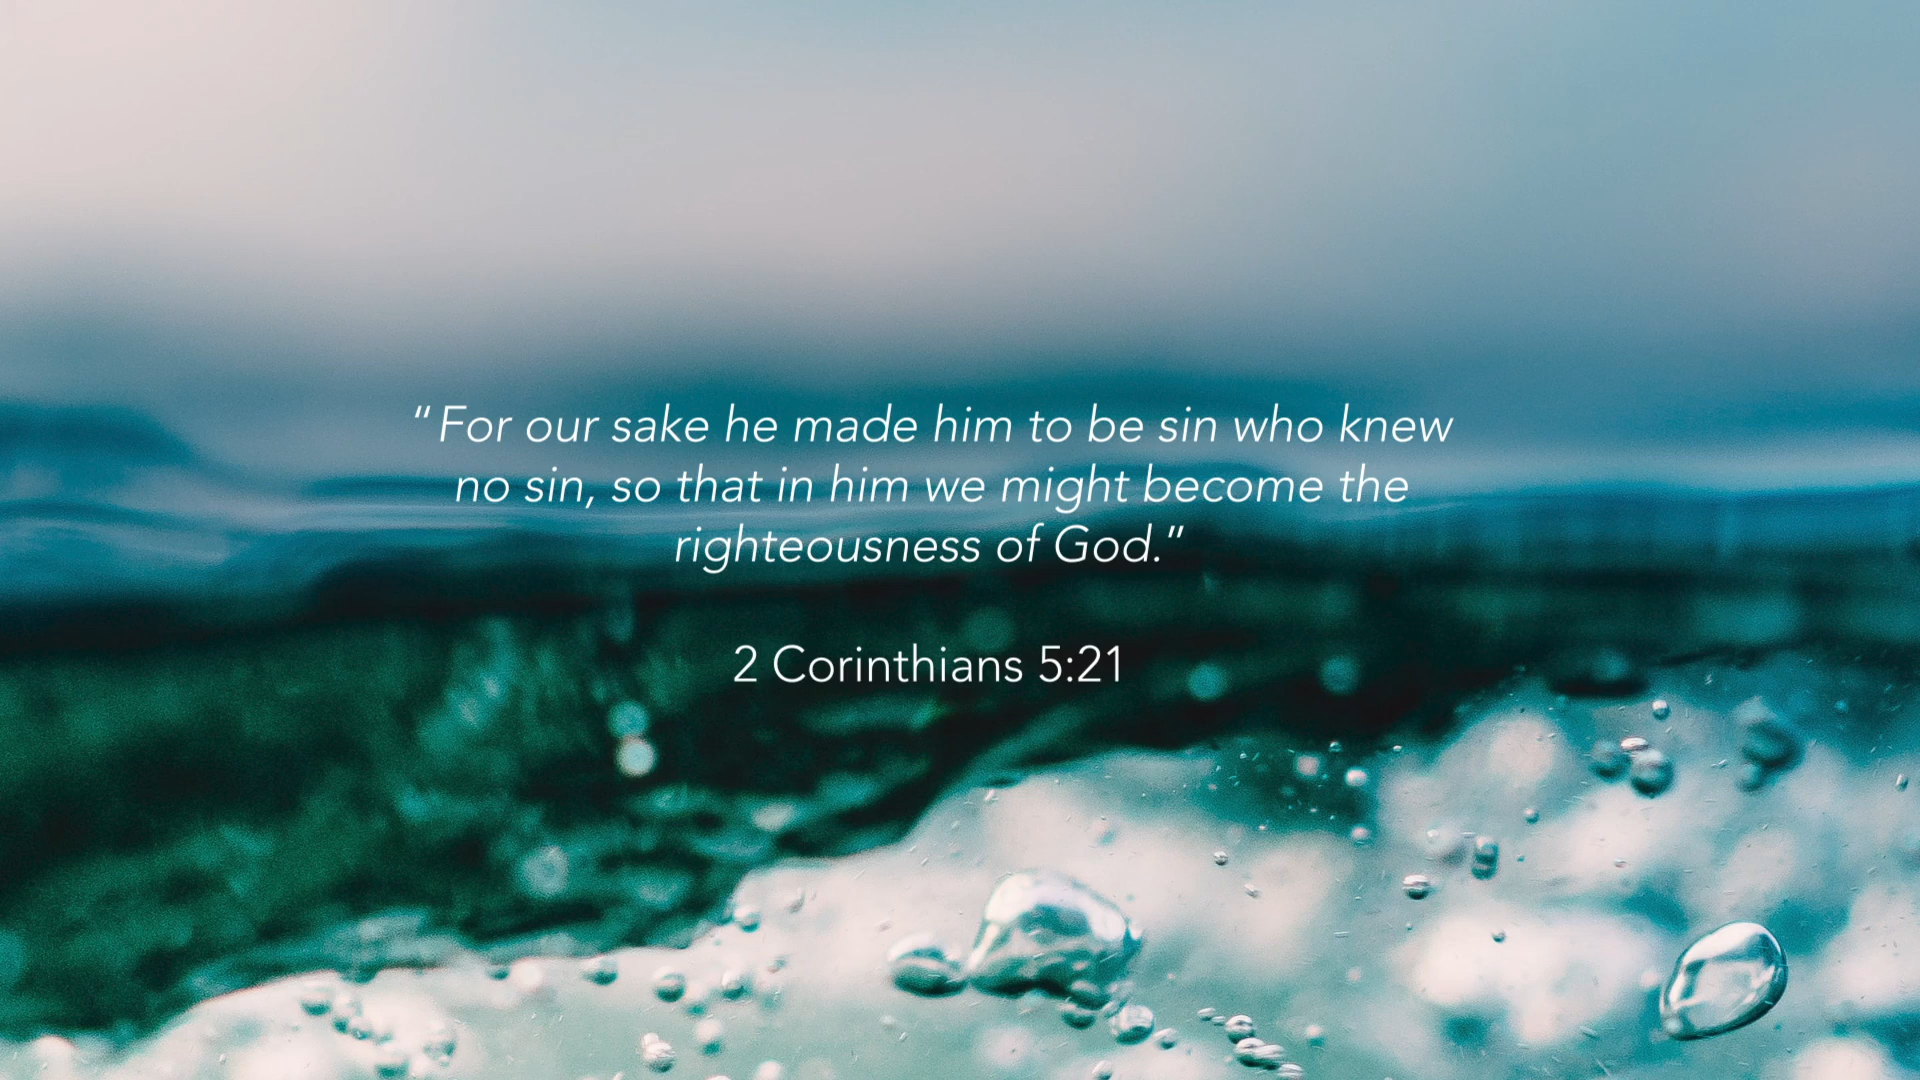 “For our sake he made him to be sin who knew
no sin, so that in him we might become the
righteousness of God.”
2 Corinthians 5:21